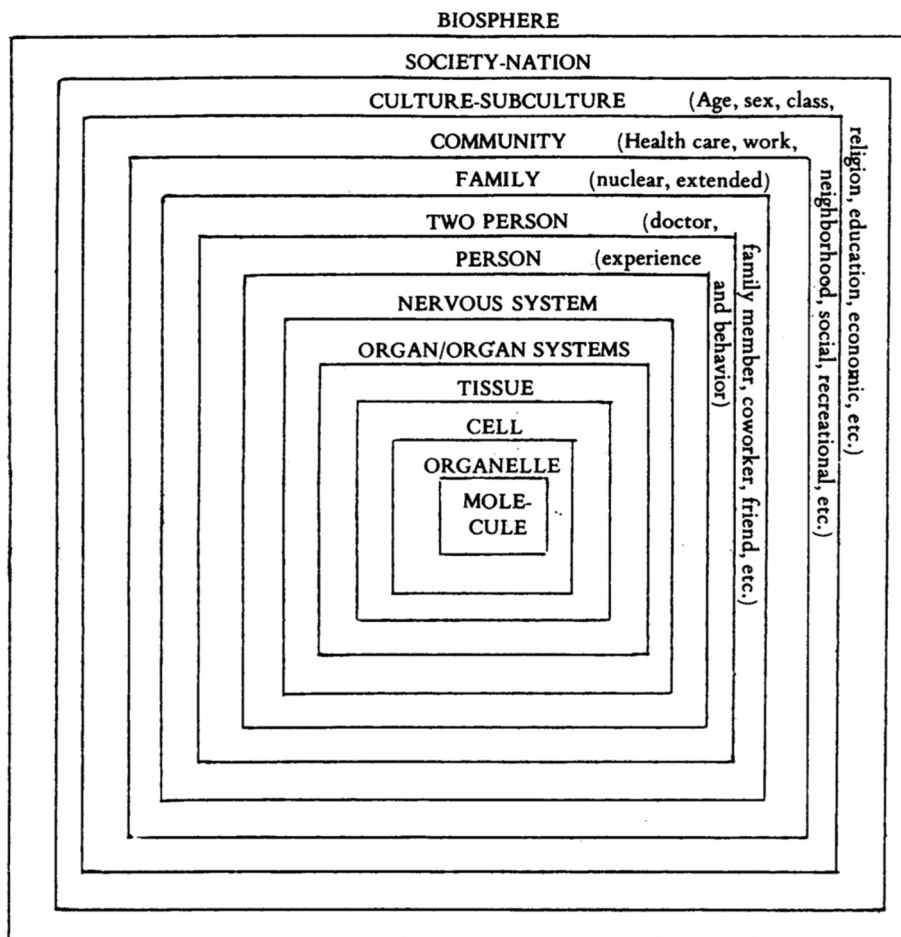 BIOSPHERE
SOCIETY-NATION
CULTURE-SUBCULTURE (Age, sex, class,
religion, education, economic, etc.)
COMMUNITY (Health care, work,
neighborhood, social, recreational, etc.)
FAMILY (nuclear, extended)
TWO PERSON (doctor,
family member, coworker, friend, etc.)
PERSON (experience
and behavior)
NERVOUS SYSTEM
ORGAN/ORGAN SYSTEMS
TISSUE
CELL
ORGANELLE
MOLE-
CULE